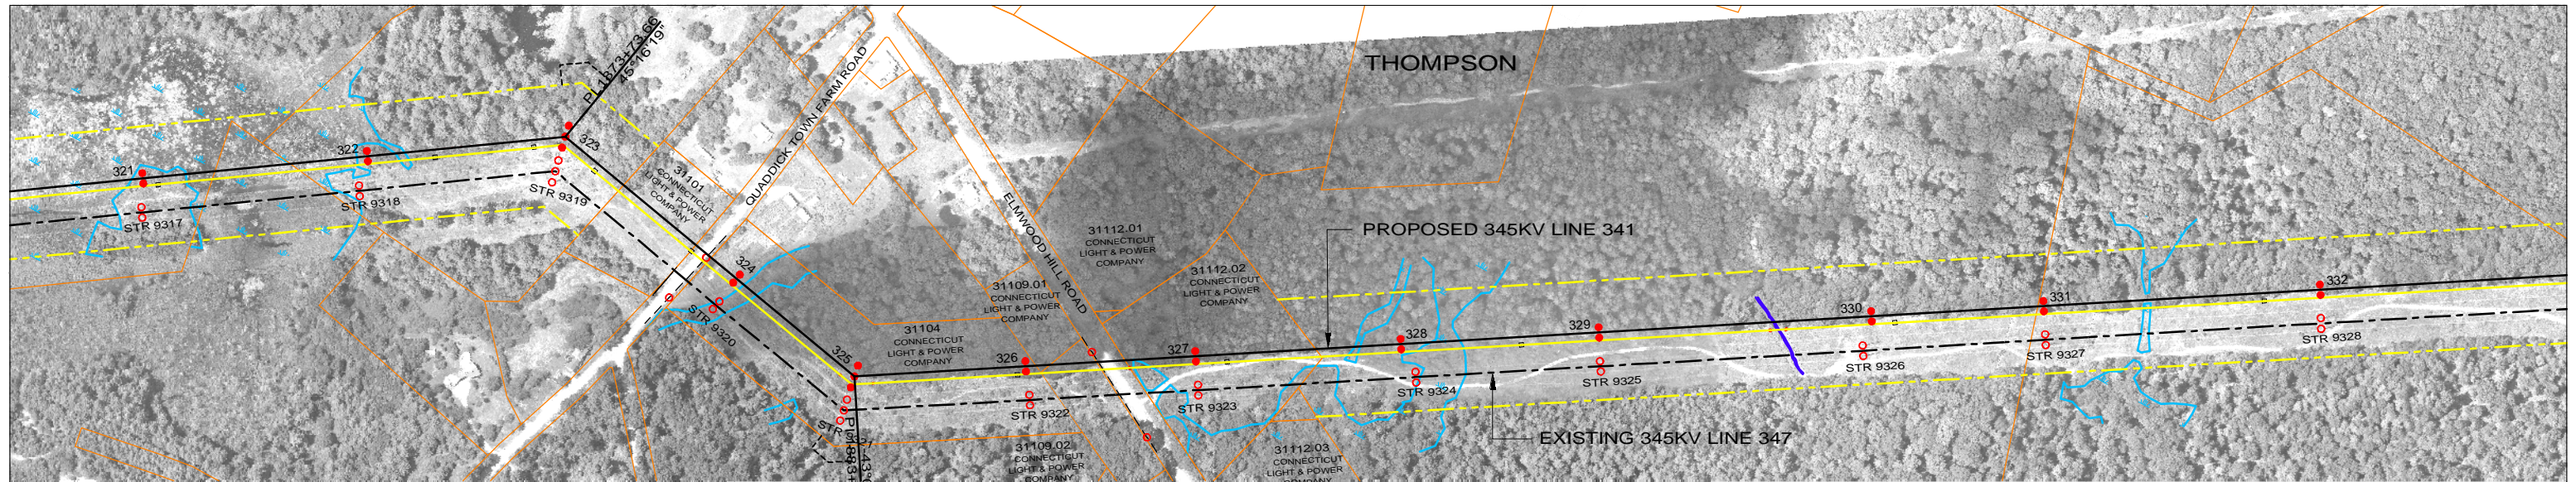 THOMPSON
PI 1873+73.66
45°16'19"
QUADDICK TOWN FARM ROAD
ELMWOOD HILL ROAD
321
322
323
324
325
326
327
328
329
330
331
332
STR 9317
STR 9318
STR 9319
STR 9320
STR
STR 9322
STR 9323
STR 9324
STR 9325
STR 9326
STR 9327
STR 9328
31101
CONNECTICUT
LIGHT & POWER
COMPANY
31104
CONNECTICUT
LIGHT & POWER
COMPANY
31109.01
CONNECTICUT
LIGHT & POWER
COMPANY
31112.01
CONNECTICUT
LIGHT & POWER
COMPANY
31112.02
CONNECTICUT
LIGHT & POWER
COMPANY
PROPOSED 345KV LINE 341
EXISTING 345KV LINE 347
31109.02
CONNECTICUT
LIGHT & POWER
COMPANY
31112.03
CONNECTICUT
LIGHT & POWER
COMPANY